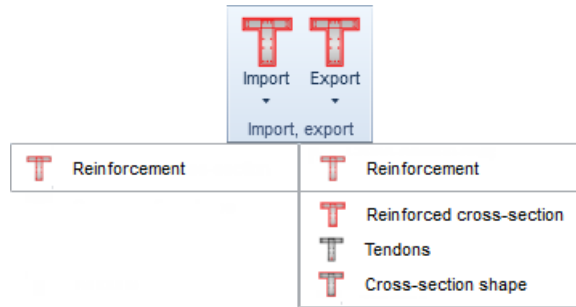 Import Export
Import, export
Reinforcement Reinforcement
Reinforced cross-section
Tendons
Cross-section shape